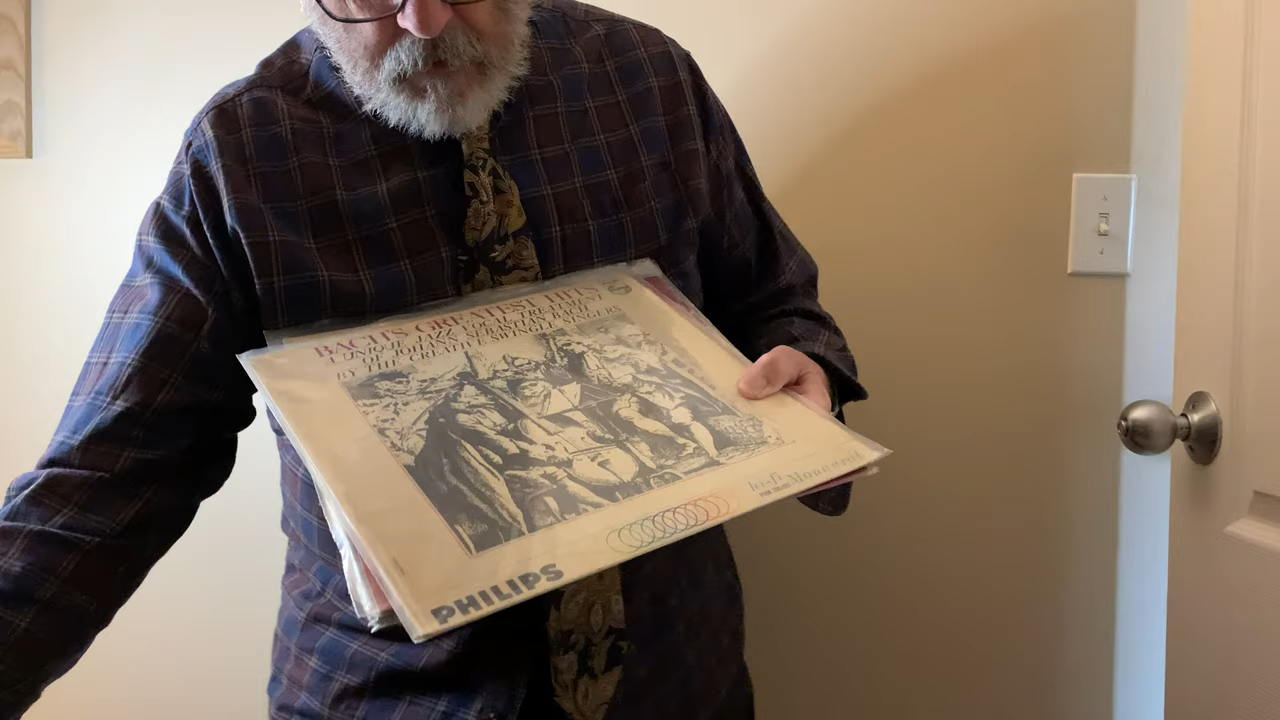 BACH'S GREATEST HITS
A UNIQUE JAZZ VOCAL TREATMENT
OF JOHANN SEBASTIAN BACH
BY THE CREATIVE SWINGLE SINGERS
hi-fi Monaural
PHILIPS